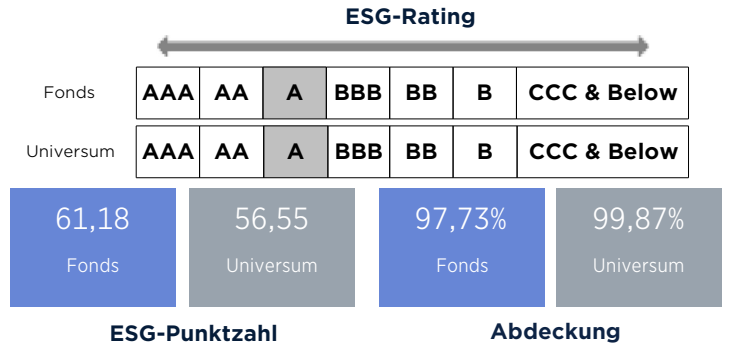 ESG-Rating
Fonds AAA AA A BBB BB B CCC & Below
Universum AAA AA A BBB BB B CCC & Below
61,18 56,55 97,73% 99,87%
Fonds Universum Fonds Universum
ESG-Punktzahl Abdeckung